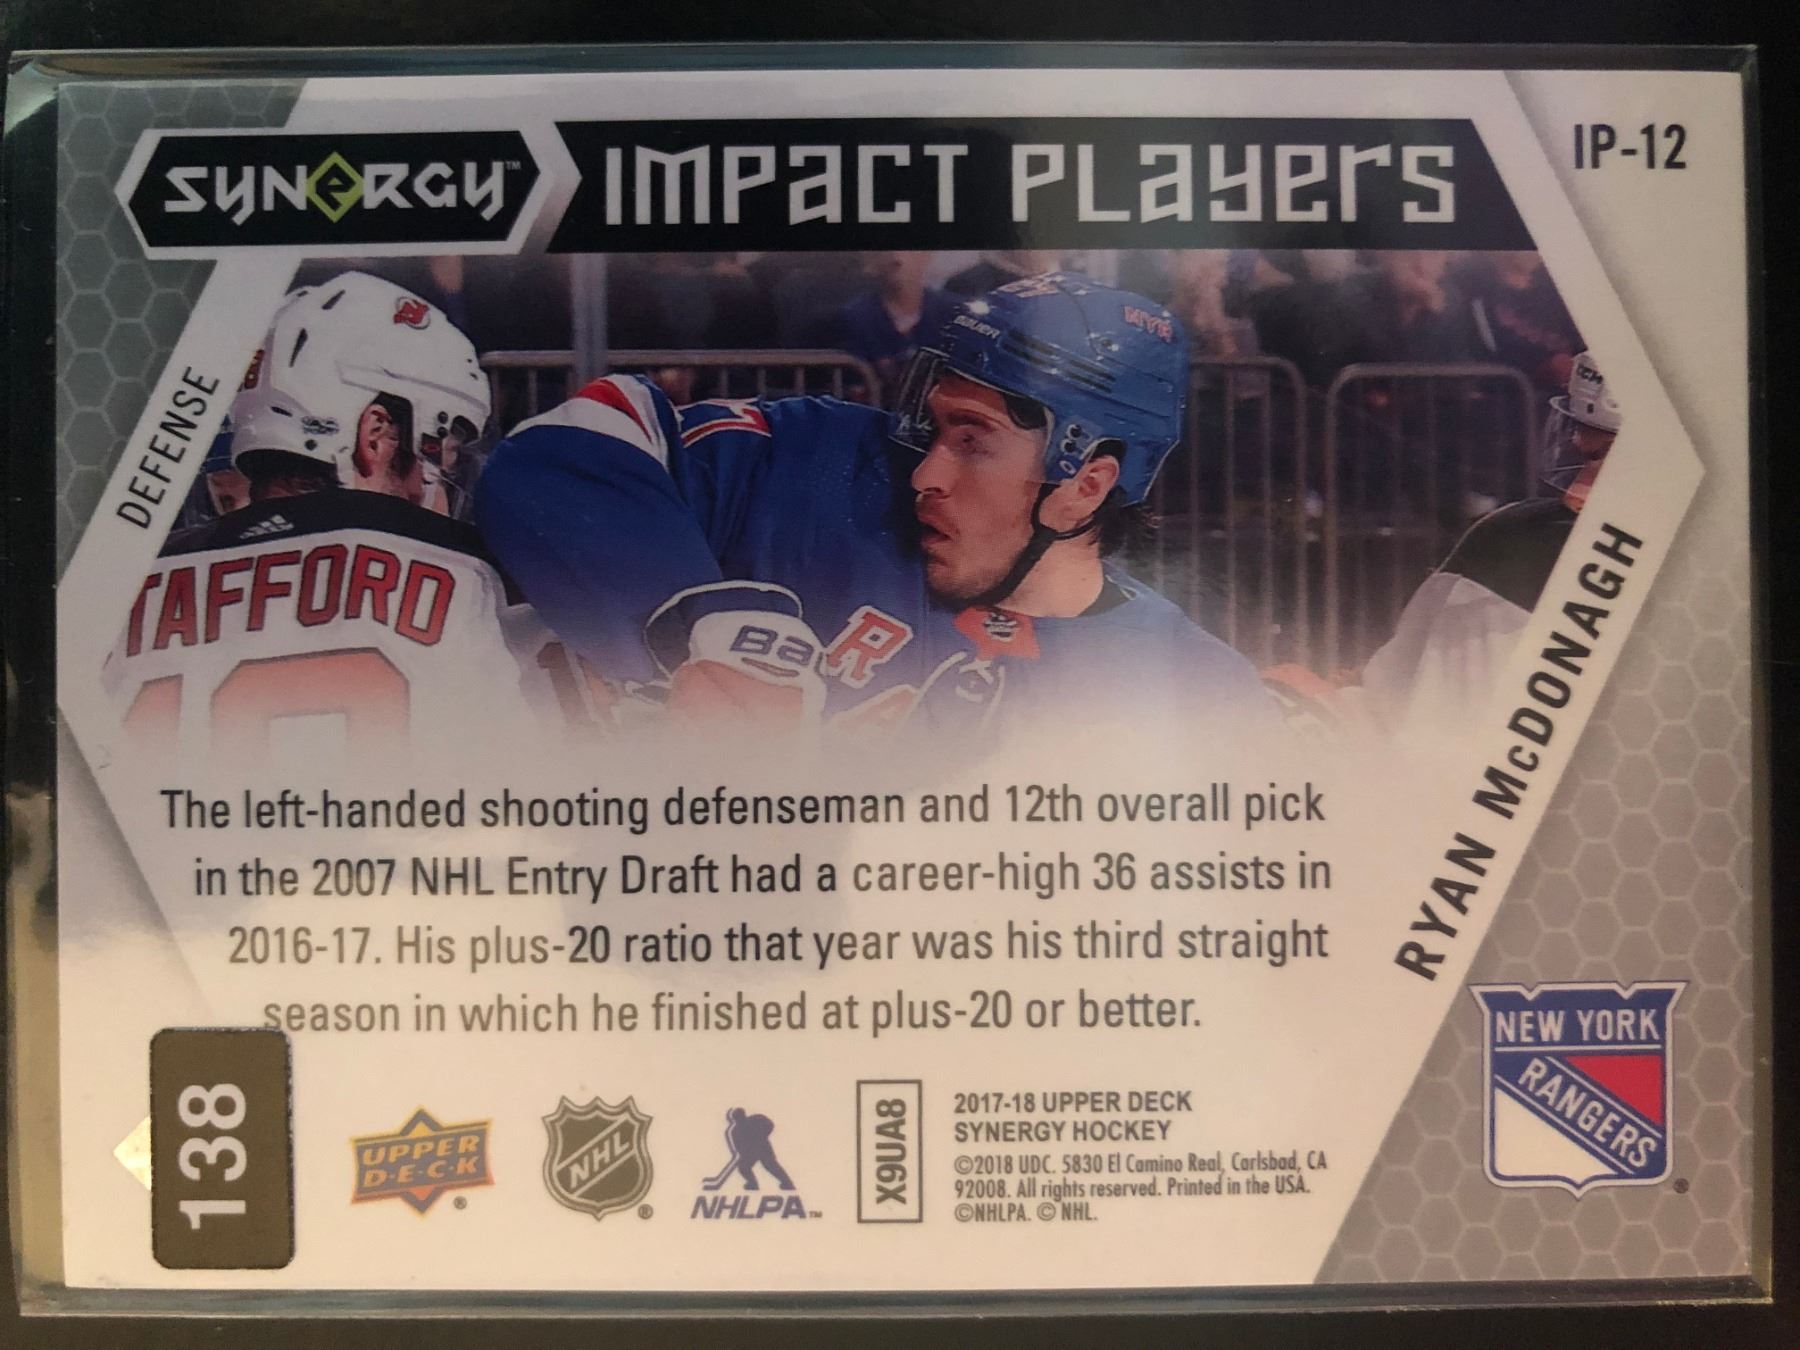 SYNERGY™ IMPACT PLAYERS IP-12
DEFENSE
NYR
BAUER
TAFFORD
R
RYAN McDONAGH
The left-handed shooting defenseman and 12th overall pick
in the 2007 NHL Entry Draft had a career-high 36 assists in
2016-17. His plus-20 ratio that year was his third straight
season in which he finished at plus-20 or better.
NEW YORK
RANGERS
®
138
UPPER
D·E·C·K
®
NHL
®
NHLPA™
X9UA8
2017-18 UPPER DECK
SYNERGY HOCKEY
©2018 UDC. 5830 El Camino Real, Carlsbad, CA
92008. All rights reserved. Printed in the USA.
©NHLPA. © NHL.